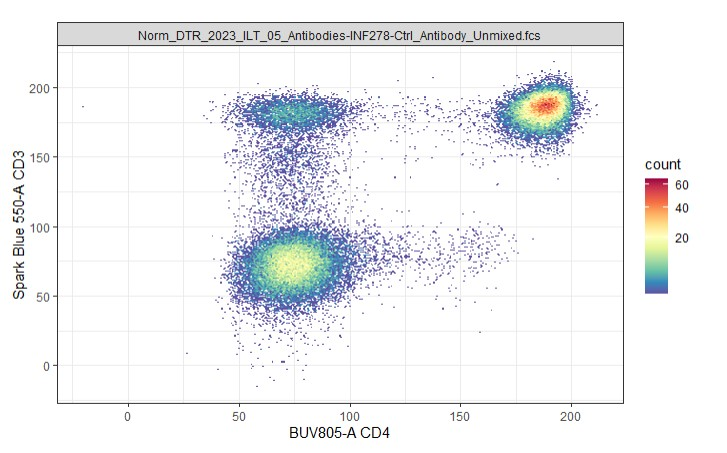 Norm_DTR_2023_ILT_05_Antibodies-INF278-Ctrl_Antibody_Unmixed.fcs
200
150
100
50
0
Spark Blue 550-A CD3
0 50 100 150 200
BUV805-A CD4
count
60
40
20